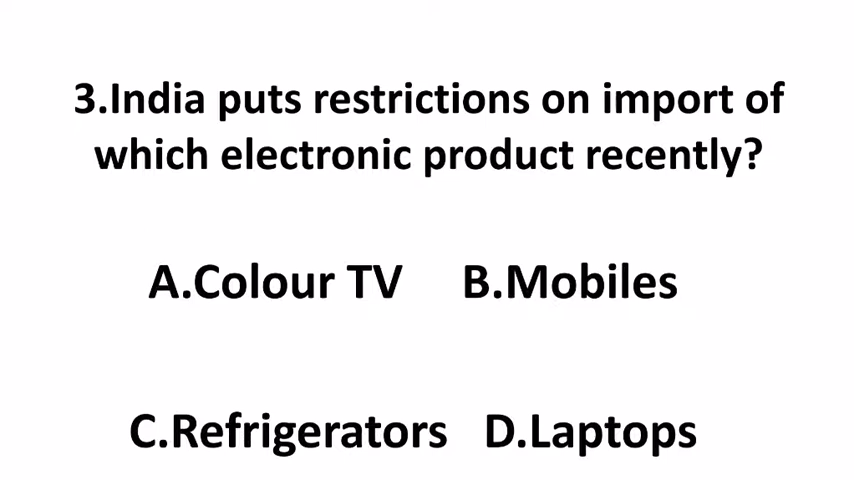 3.India puts restrictions on import of
which electronic product recently?
A.Colour TV B.Mobiles
C.Refrigerators D.Laptops